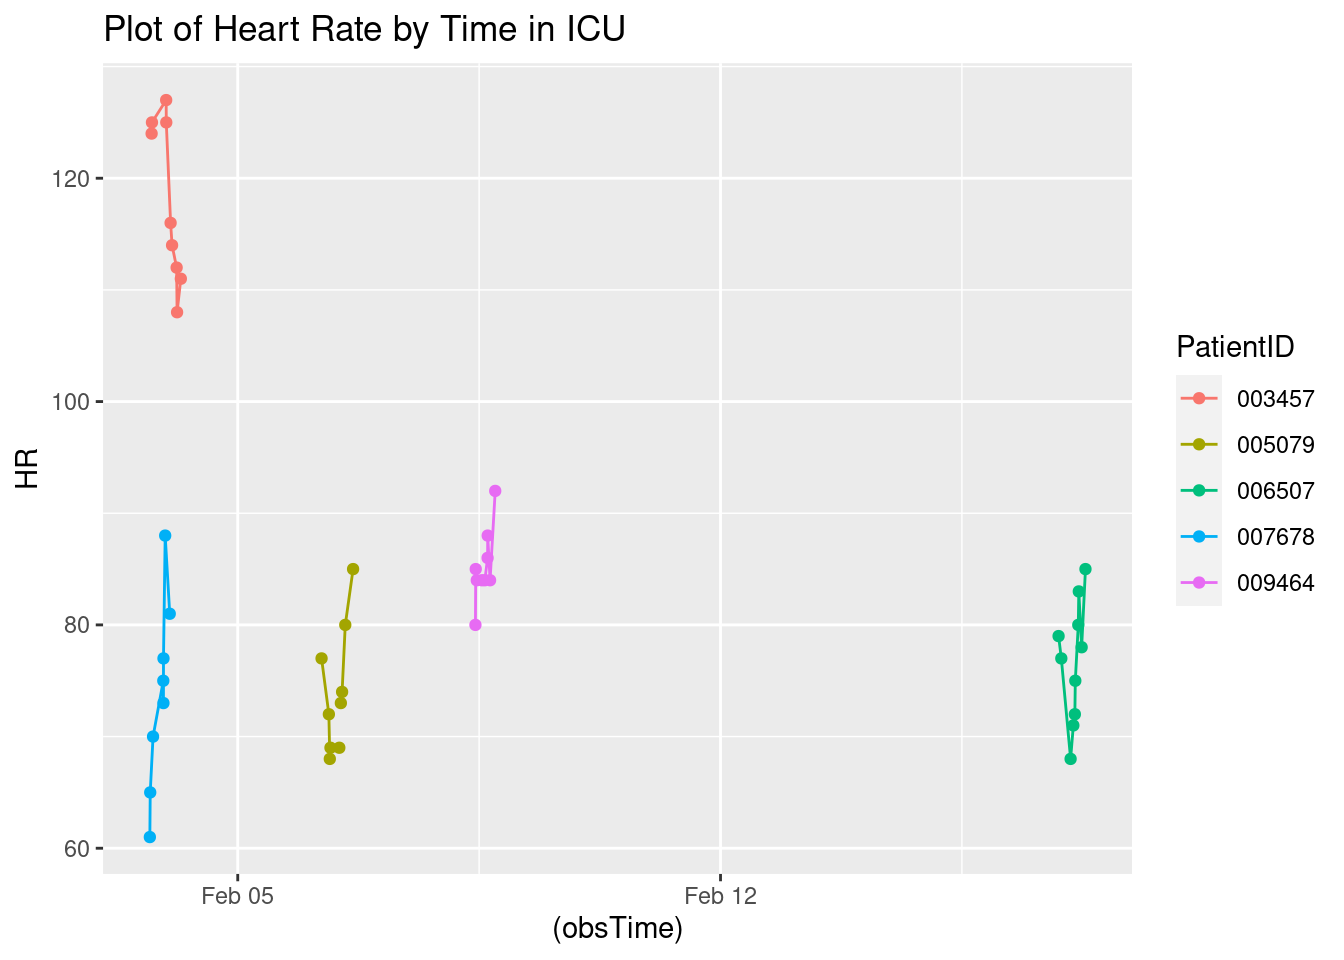 Plot of Heart Rate by Time in ICU
120
100
80
60
HR
Feb 05
Feb 12
(obsTime)
PatientID
003457
005079
006507
007678
009464